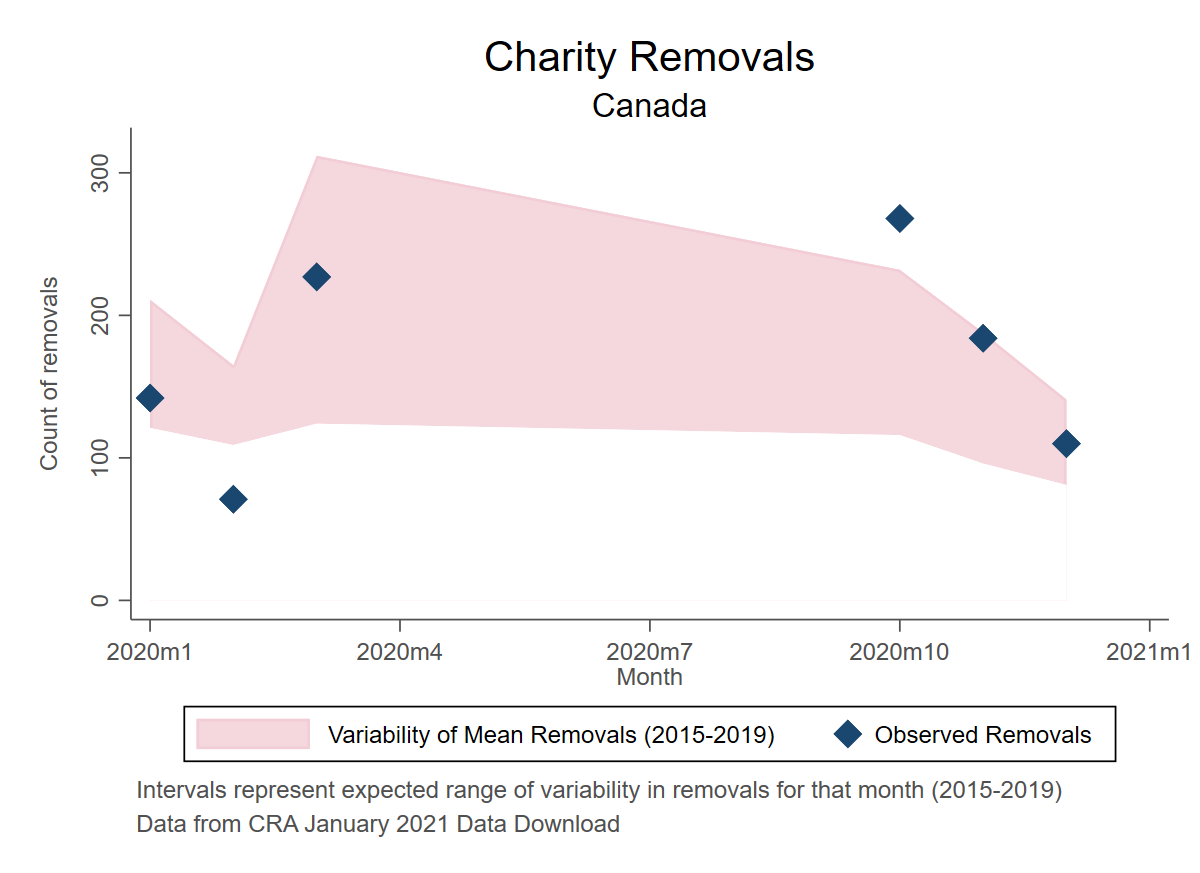 Charity Removals
Canada
Count of removals
300
200
100
0
2020m1 2020m4 2020m7 2020m10 2021m1
Month
Variability of Mean Removals (2015-2019) Observed Removals
Intervals represent expected range of variability in removals for that month (2015-2019)
Data from CRA January 2021 Data Download